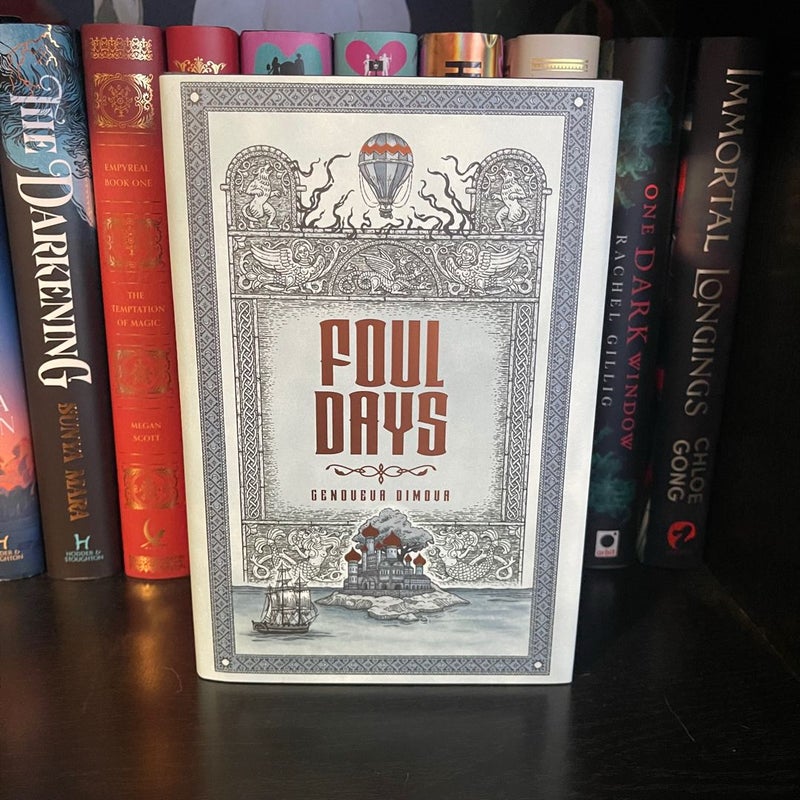 THE DARKENING
SUNYA MARA
HODDER &
STOUGHTON
EMPYREAL
BOOK ONE
THE
TEMPTATION
OF MAGIC
MEGAN
SCOTT
FOUL
DAYS
GENOVEVA DIMOVA
ONE DARK WINDOW
RACHEL GILLIG
orbit
IMMORTAL LONGINGS
CHLOE
GONG